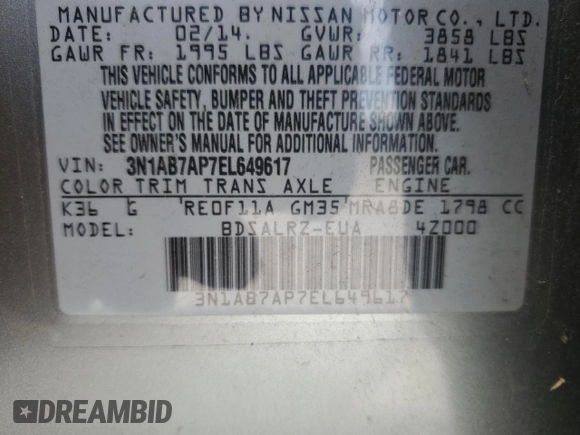 MANUFACTURED BY NISSAN MOTOR CO., LTD.
DATE: 02/14. GVWR: 3858 LBS
GAWR FR: 1995 LBS GAWR RR: 1841 LBS
THIS VEHICLE CONFORMS TO ALL APPLICABLE FEDERAL MOTOR
VEHICLE SAFETY, BUMPER AND THEFT PREVENTION STANDARDS
IN EFFECT ON THE DATE OF MANUFACTURE SHOWN ABOVE.
SEE OWNER'S MANUAL FOR ADDITIONAL INFORMATION.
VIN: 3N1AB7AP7EL649617 PASSENGER CAR.
COLOR TRIM TRANS AXLE ENGINE
K36 G RE0F11A GM35 MRA8DE 1798 CC
BDSALRZ-EUA 4Z000
3N1AB7AP7EL649617
DREAMBID